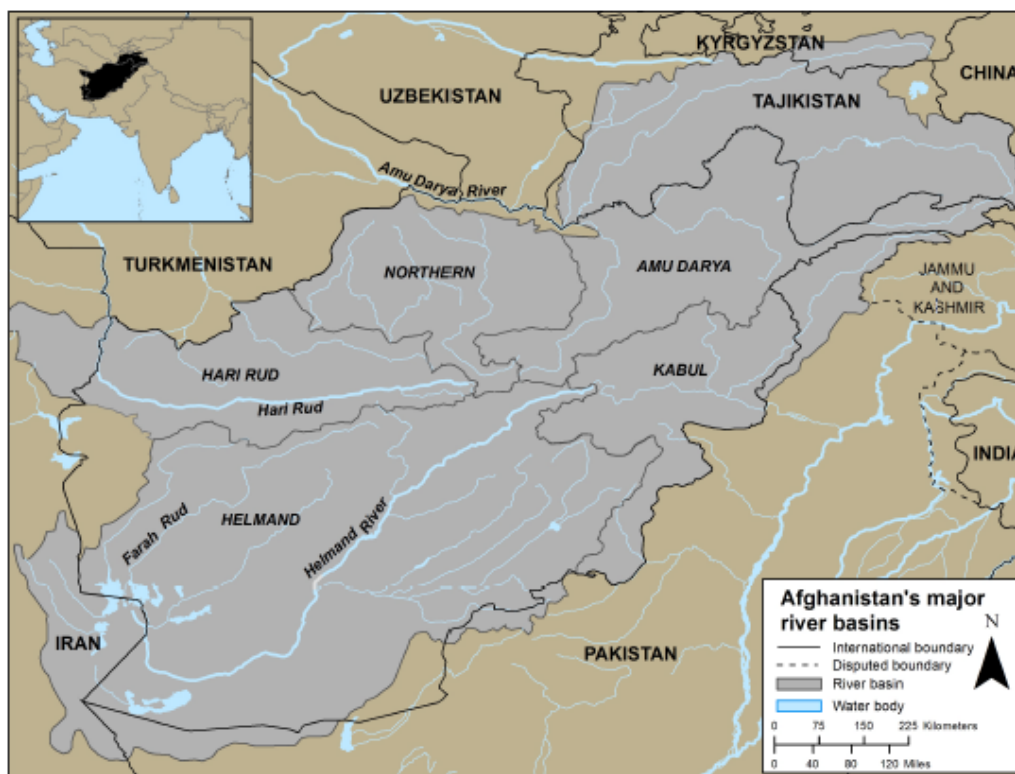 KYRGYZSTAN
CHINA
UZBEKISTAN
TAJIKISTAN
Amu Darya River
TURKMENISTAN
NORTHERN
AMU DARYA
JAMMU
AND
KASHMIR
HARI RUD
KABUL
Hari Rud
INDIA
Farah Rud
HELMAND
Helmand River
IRAN
PAKISTAN
Afghanistan's major
river basins
N
International boundary
Disputed boundary
River basin
Water body
0 75 150 225 Kilometers
0 40 80 120 Miles